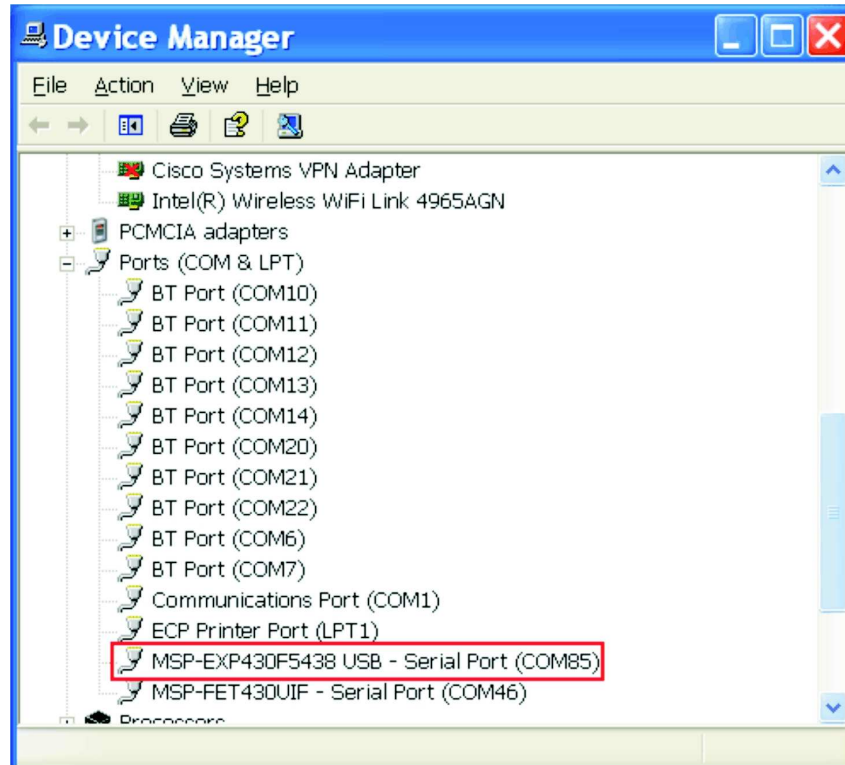 Device Manager
File Action View Help
Cisco Systems VPN Adapter
Intel(R) Wireless WiFi Link 4965AGN
PCMCIA adapters
Ports (COM & LPT)
BT Port (COM10)
BT Port (COM11)
BT Port (COM12)
BT Port (COM13)
BT Port (COM14)
BT Port (COM20)
BT Port (COM21)
BT Port (COM22)
BT Port (COM6)
BT Port (COM7)
Communications Port (COM1)
ECP Printer Port (LPT1)
MSP-EXP430F5438 USB - Serial Port (COM85)
MSP-FET430UIF - Serial Port (COM46)
Processors